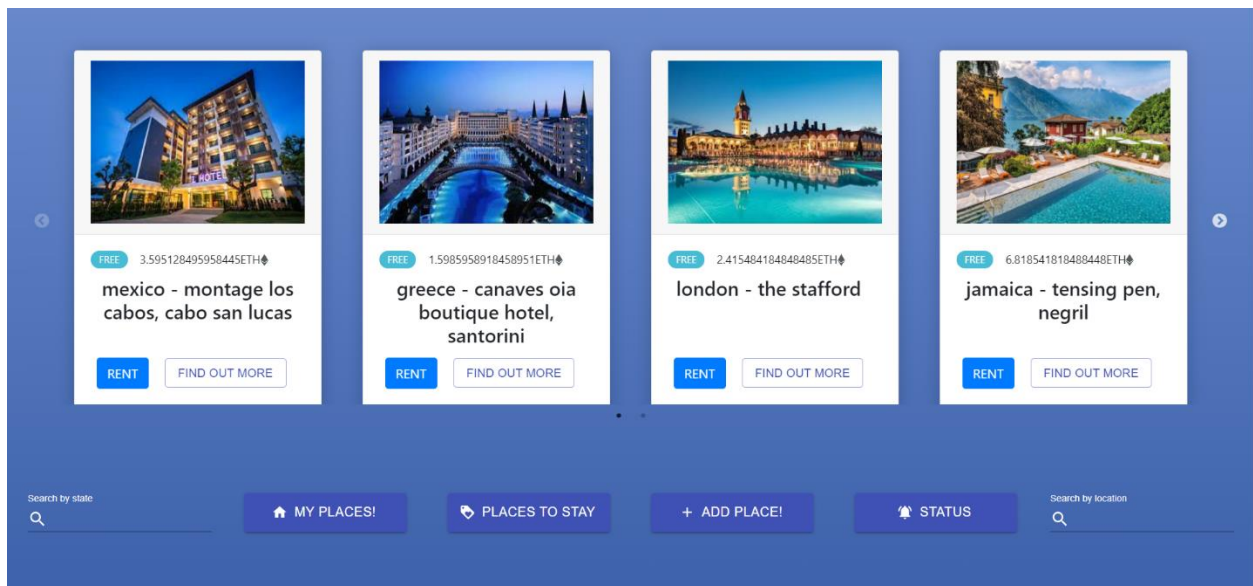 HOTEL
FREE 3.595128495958445ETH
mexico - montage los
cabos, cabo san lucas
RENT FIND OUT MORE
FREE 1.5985958918458951ETH
greece - canaves oia
boutique hotel,
santorini
RENT FIND OUT MORE
FREE 2.415484184848485ETH
london - the stafford
RENT FIND OUT MORE
FREE 6.818541818488448ETH
jamaica - tensing pen,
negril
RENT FIND OUT MORE
Search by state
MY PLACES!
PLACES TO STAY
+ ADD PLACE!
STATUS
Search by location